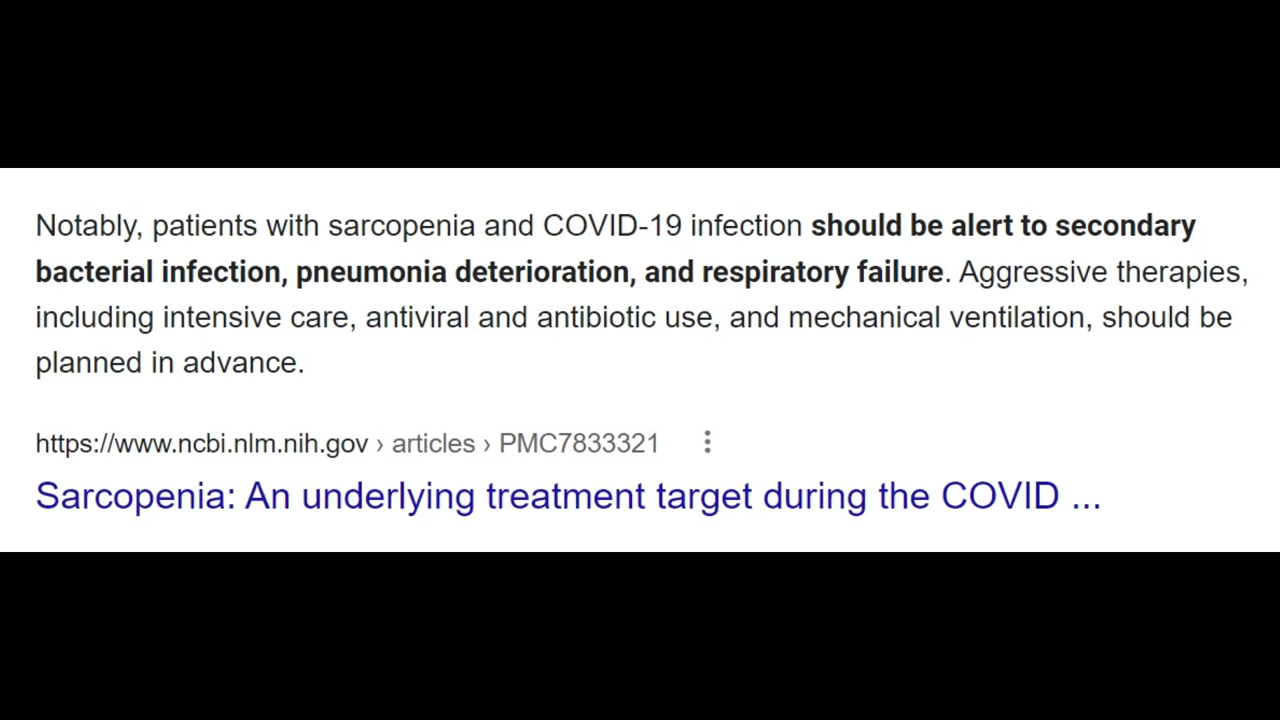 Notably, patients with sarcopenia and COVID-19 infection should be alert to secondary
bacterial infection, pneumonia deterioration, and respiratory failure. Aggressive therapies,
including intensive care, antiviral and antibiotic use, and mechanical ventilation, should be
planned in advance.
https://www.ncbi.nlm.nih.gov › articles › PMC7833321
Sarcopenia: An underlying treatment target during the COVID ...